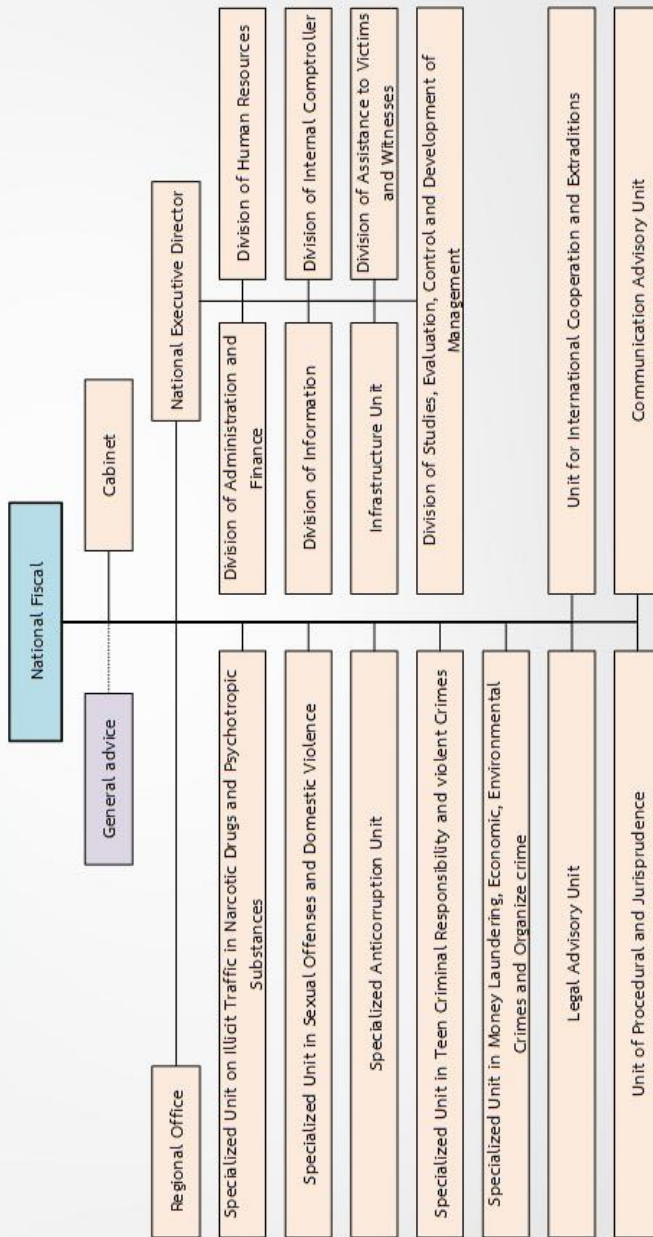 National Fiscal
General advice
Cabinet
Regional Office
National Executive Director
Specialized Unit on Illicit Traffic in Narcotic Drugs and Psychotropic
Substances
Division of Administration and
Finance
Division of Human Resources
Specialized Unit in Sexual Offenses and Domestic Violence
Division of Information
Division of Internal Comptroller
Specialized Anticorruption Unit
Infrastructure Unit
Division of Assistance to Victims
and Witnesses
Specialized Unit in Teen Criminal Responsibility and violent Crimes
Division of Studies, Evaluation, Control and Development of
Management
Specialized Unit in Money Laundering, Economic, Environmental
Crimes and Organize crime
Legal Advisory Unit
Unit for International Cooperation and Extraditions
Unit of Procedural and Jurisprudence
Communication Advisory Unit